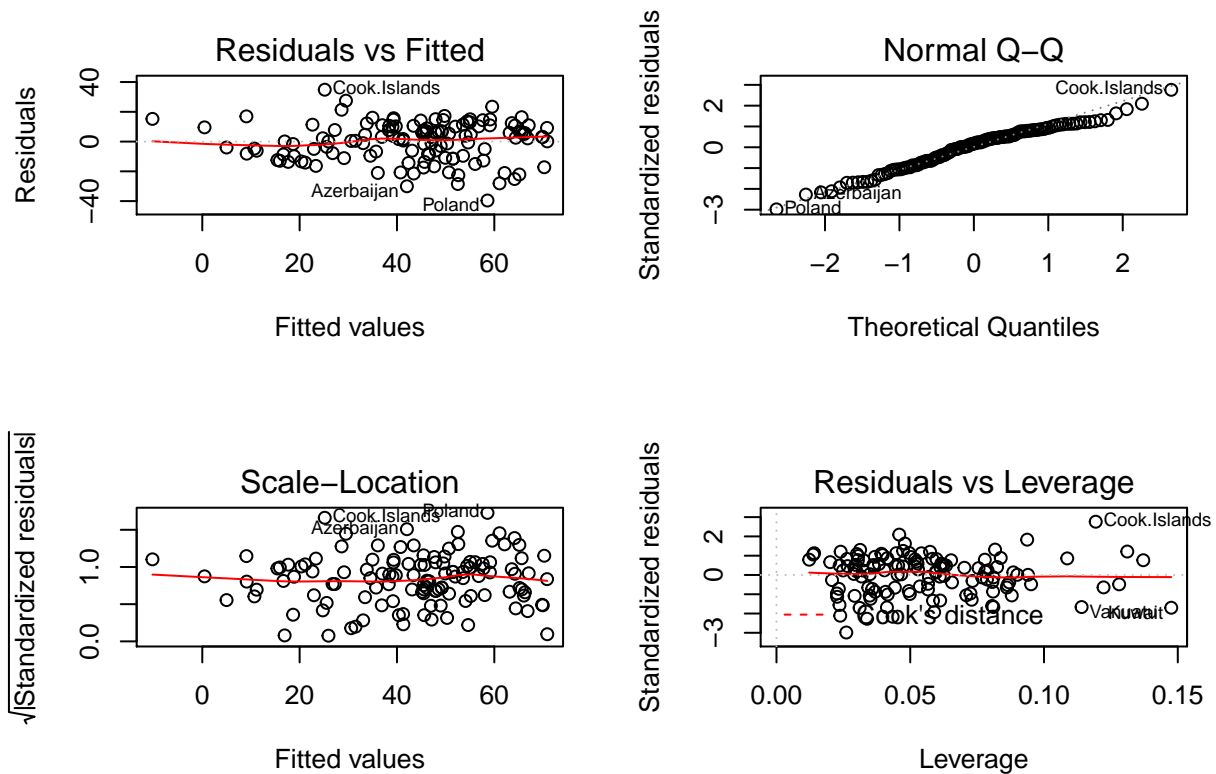 Residuals vs Fitted
Residuals
40
0
−40
Cook.Islands
Azerbaijan
Poland
0 20 40 60
Fitted values
Normal Q−Q
Standardized residuals
2
0
−3
Cook.Islands
Azerbaijan
Poland
−2 −1 0 1 2
Theoretical Quantiles
Scale−Location
√|Standardized residuals|
1.0
0.0
Cook.Islands
Poland
Azerbaijan
0 20 40 60
Fitted values
Residuals vs Leverage
Standardized residuals
2
0
−3
Cook.Islands
Cook's distance
Vanuatu
Kuwait
0.00 0.05 0.10 0.15
Leverage